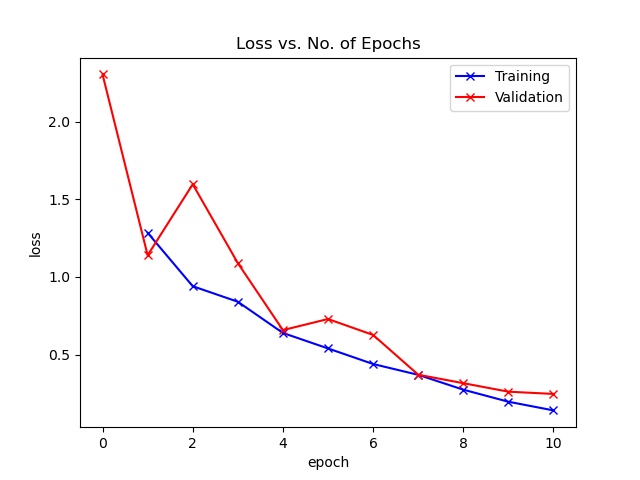 Loss vs. No. of Epochs
Training
Validation
2.0
1.5
1.0
0.5
loss
0 2 4 6 8 10
epoch